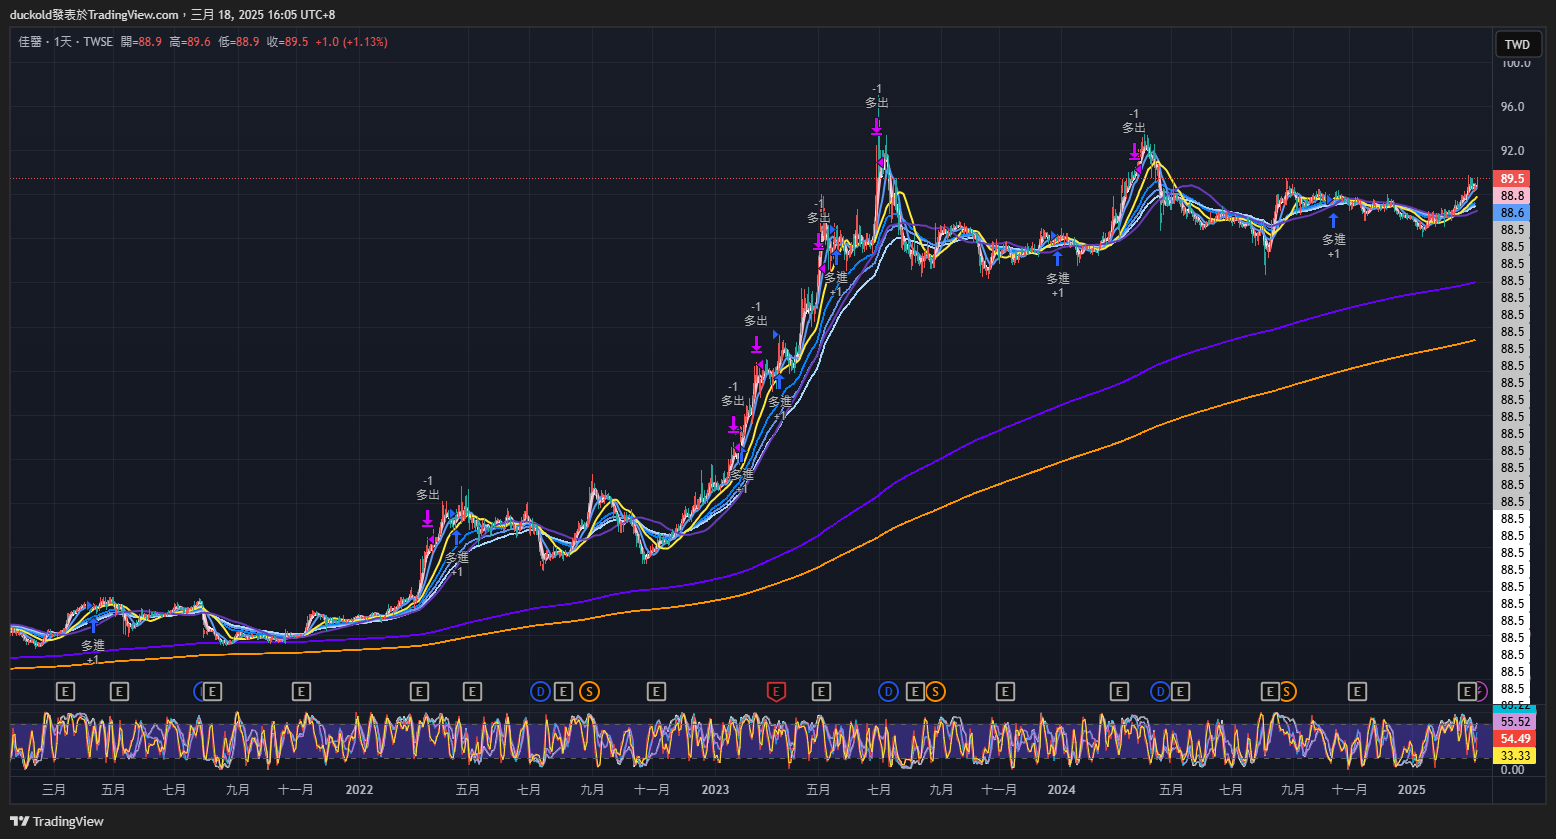 duckold發表於TradingView.com，三月 18, 2025 16:05 UTC+8
佳醫 · 1天 · TWSE 開=88.9 高=89.6 低=88.9 收=89.5 +1.0 (+1.13%)
TWD
100.0
-1
多出
96.0
-1
多出
92.0
89.5
88.8
-1
多出
88.6
88.5
多進
+1
88.5
88.5
多進
+1
多進
+1
88.5
88.5
-1
多出
88.5
88.5
88.5
88.5
-1
多出
多進
+1
88.5
88.5
88.5
88.5
88.5
多進
+1
-1
多出
88.5
88.5
88.5
88.5
88.5
多進
+1
88.5
88.5
88.5
88.5
88.5
多進
+1
88.5
88.5
88.5
88.5
E
E
E
E
E
E
D
E
S
E
E
E
D
E
S
E
E
D
E
E
S
E
E
55.52
54.49
33.33
0.00
三月 五月 七月 九月 十一月 2022 五月 七月 九月 十一月 2023 五月 七月 九月 十一月 2024 五月 七月 九月 十一月 2025
TradingView